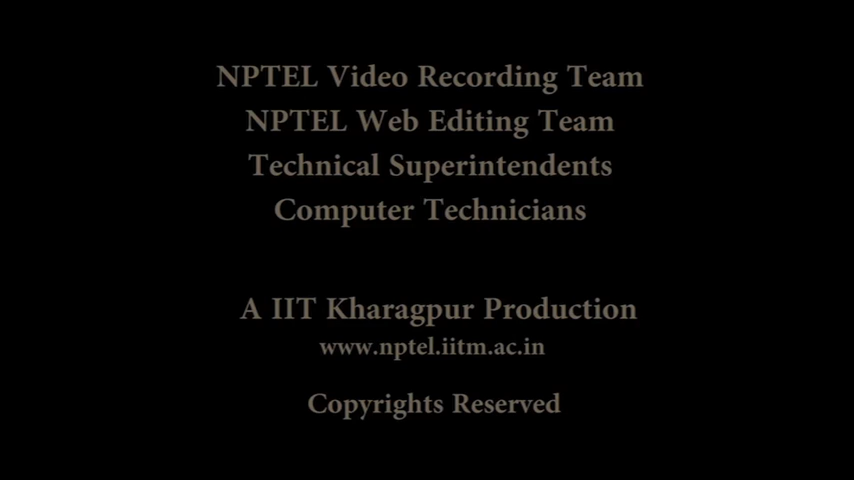 NPTEL Video Recording Team
NPTEL Web Editing Team
Technical Superintendents
Computer Technicians
A IIT Kharagpur Production
www.nptel.iitm.ac.in
Copyrights Reserved